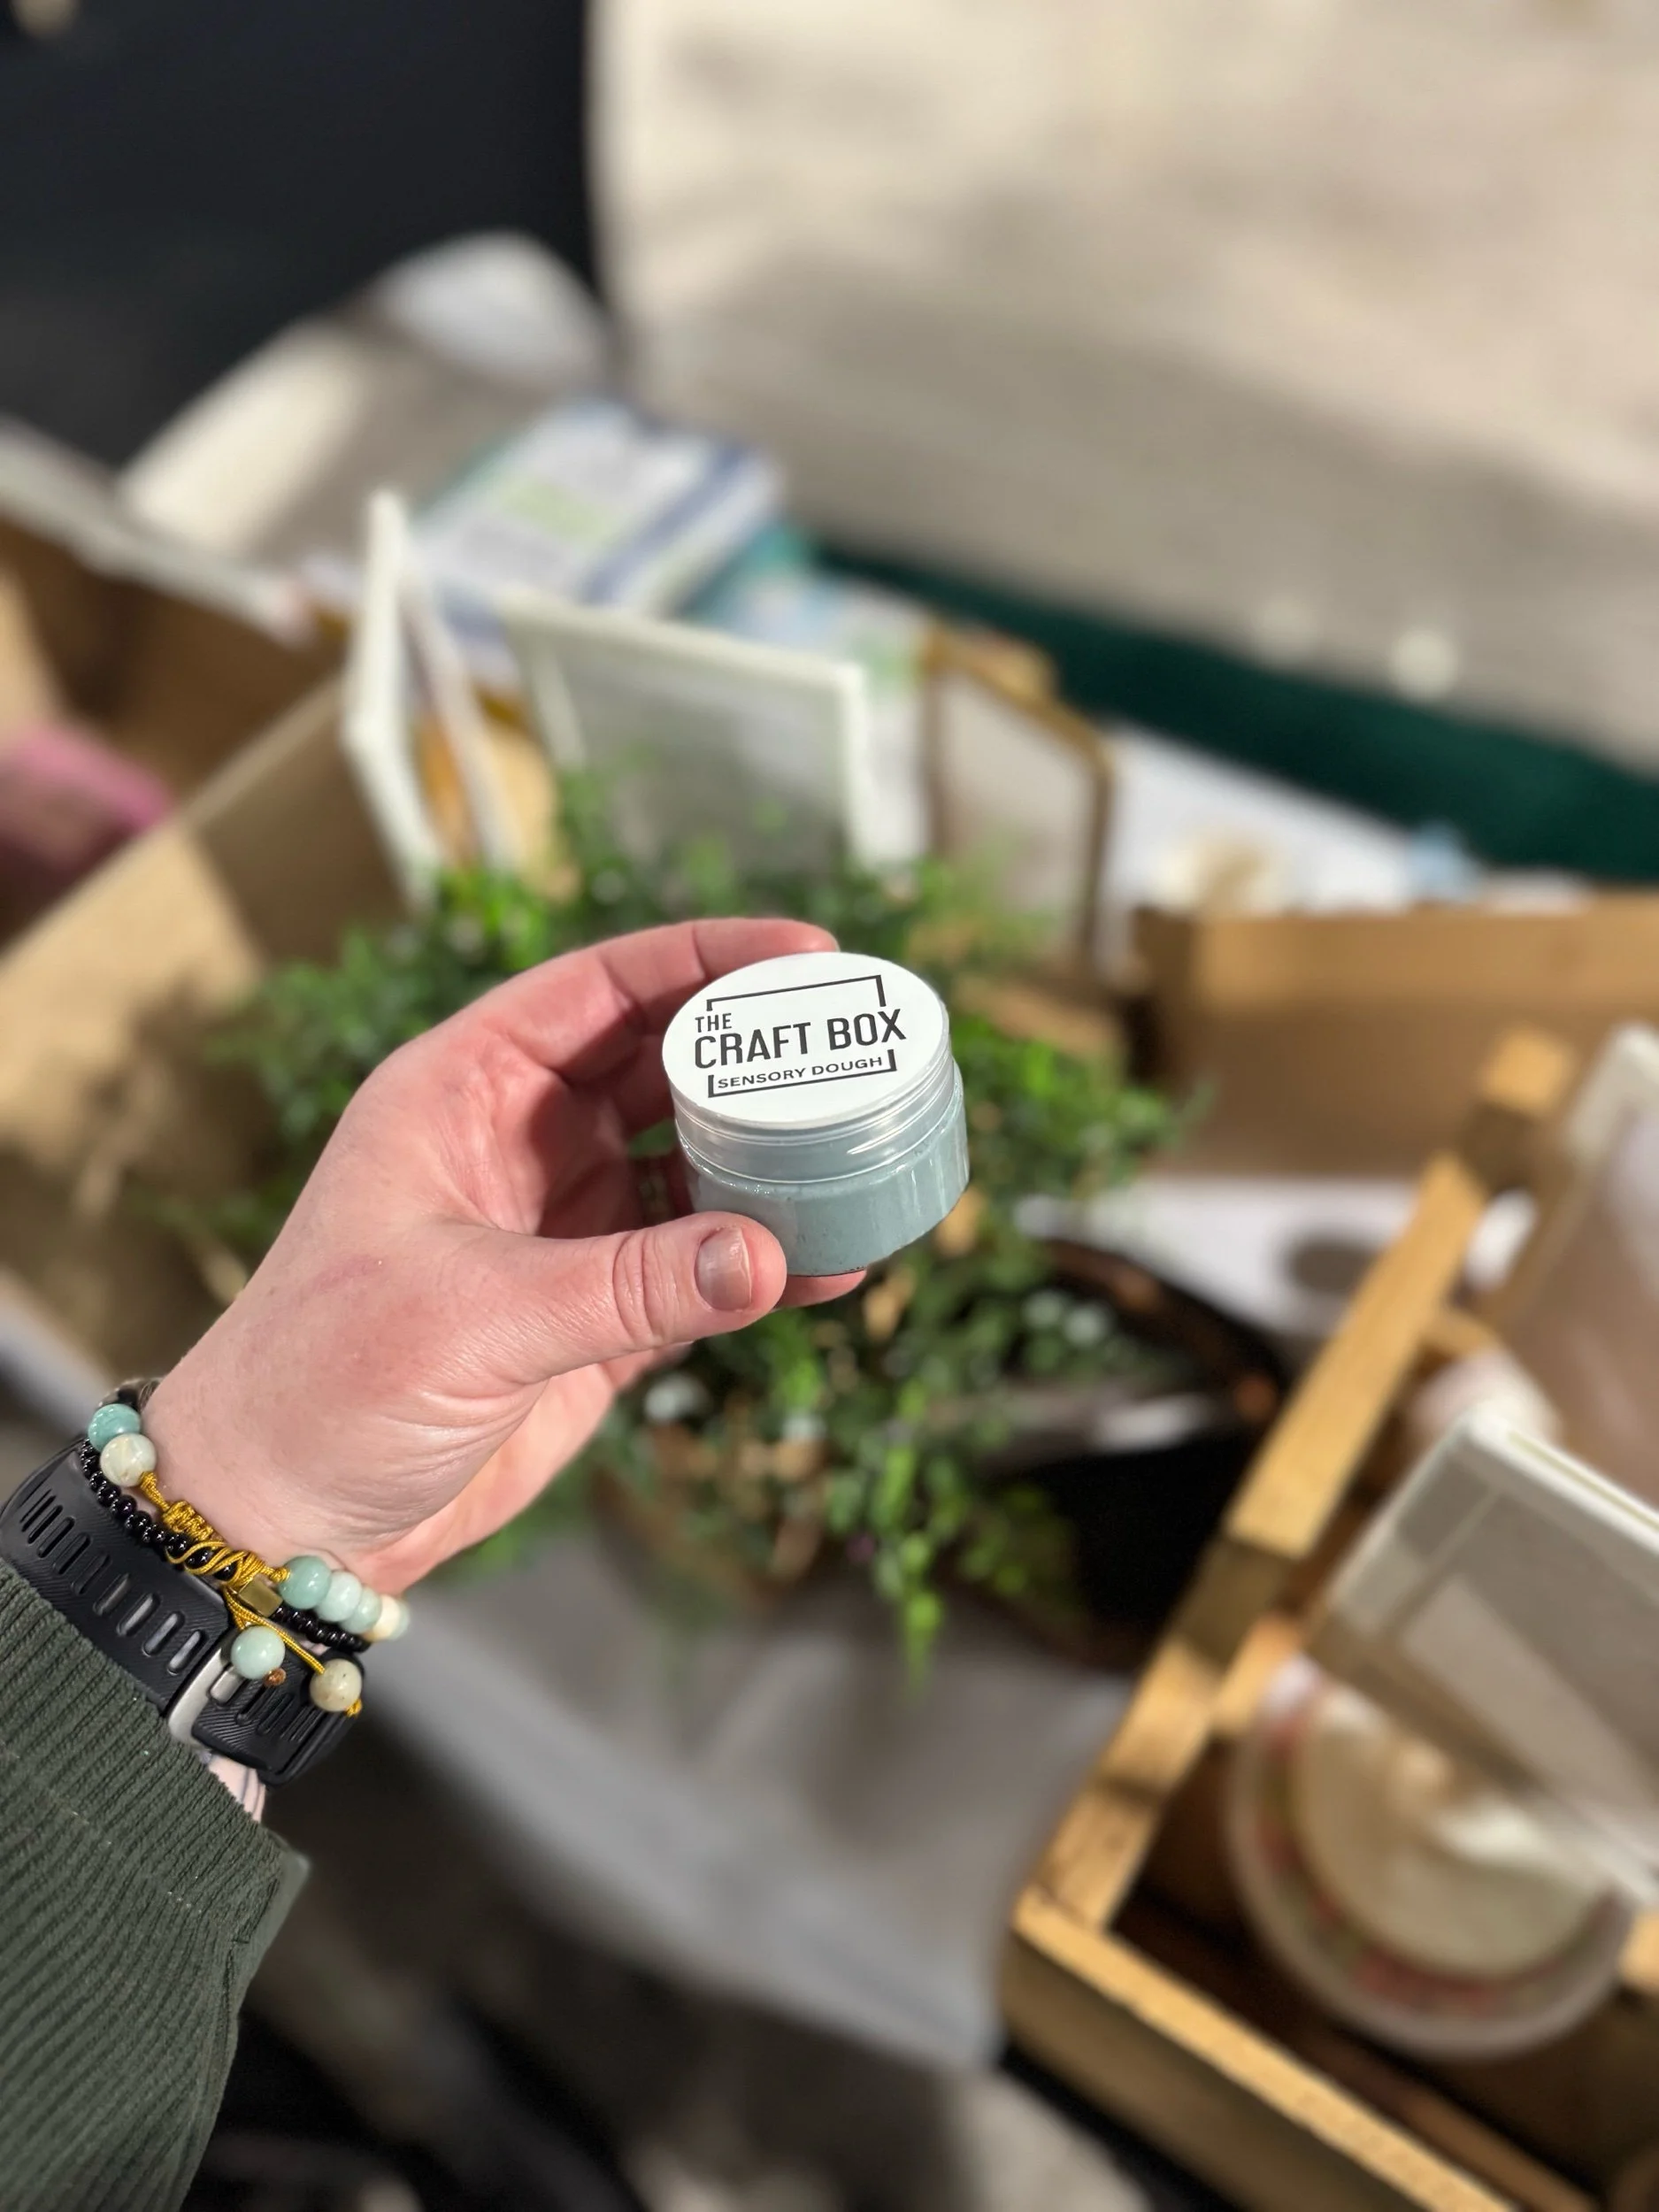 THE
CRAFT BOX
SENSORY DOUGH